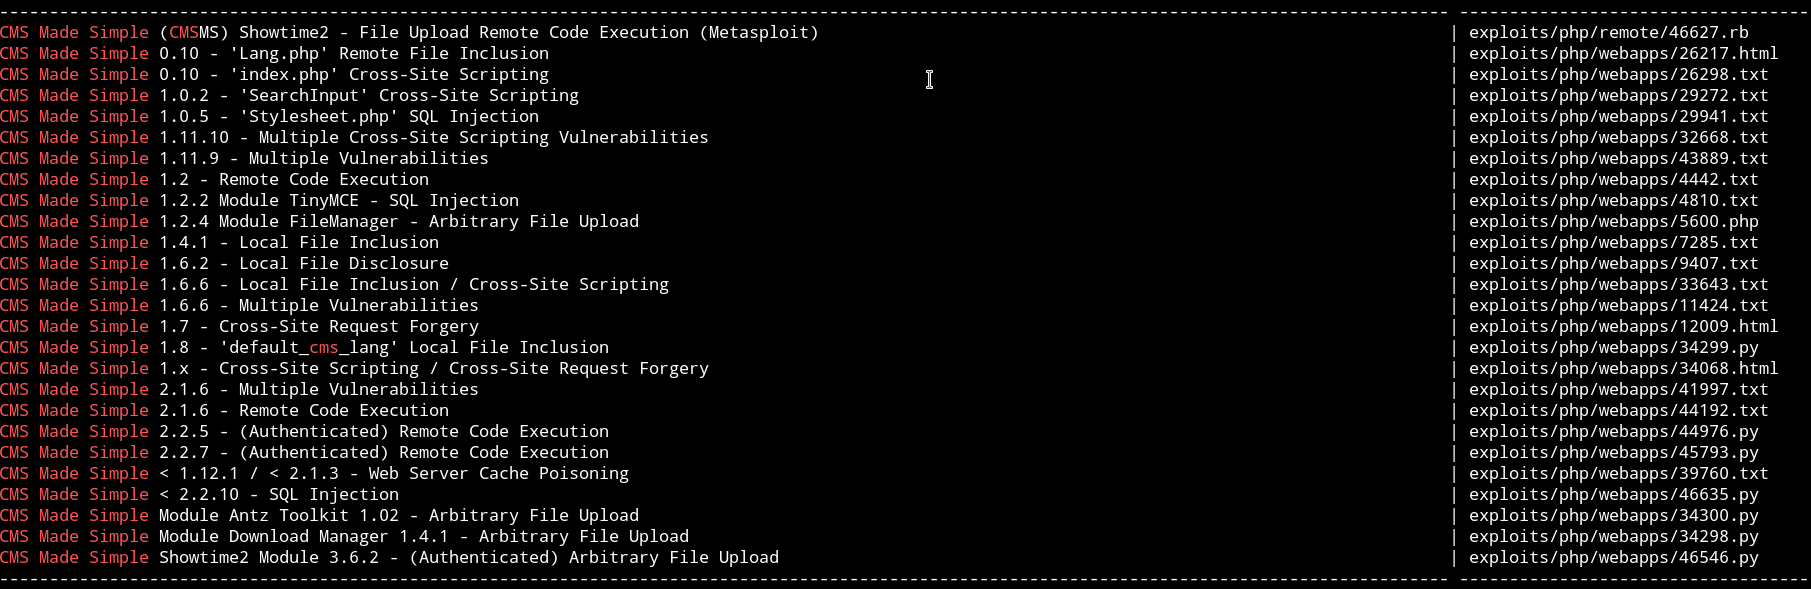 CMS Made Simple (CMSMS) Showtime2 - File Upload Remote Code Execution (Metasploit) | exploits/php/remote/46627.rb
CMS Made Simple 0.10 - 'Lang.php' Remote File Inclusion | exploits/php/webapps/26217.html
CMS Made Simple 0.10 - 'index.php' Cross-Site Scripting | exploits/php/webapps/26298.txt
CMS Made Simple 1.0.2 - 'SearchInput' Cross-Site Scripting | exploits/php/webapps/29272.txt
CMS Made Simple 1.0.5 - 'Stylesheet.php' SQL Injection | exploits/php/webapps/29941.txt
CMS Made Simple 1.11.10 - Multiple Cross-Site Scripting Vulnerabilities | exploits/php/webapps/32668.txt
CMS Made Simple 1.11.9 - Multiple Vulnerabilities | exploits/php/webapps/43889.txt
CMS Made Simple 1.2 - Remote Code Execution | exploits/php/webapps/4442.txt
CMS Made Simple 1.2.2 Module TinyMCE - SQL Injection | exploits/php/webapps/4810.txt
CMS Made Simple 1.2.4 Module FileManager - Arbitrary File Upload | exploits/php/webapps/5600.php
CMS Made Simple 1.4.1 - Local File Inclusion | exploits/php/webapps/7285.txt
CMS Made Simple 1.6.2 - Local File Disclosure | exploits/php/webapps/9407.txt
CMS Made Simple 1.6.6 - Local File Inclusion / Cross-Site Scripting | exploits/php/webapps/33643.txt
CMS Made Simple 1.6.6 - Multiple Vulnerabilities | exploits/php/webapps/11424.txt
CMS Made Simple 1.7 - Cross-Site Request Forgery | exploits/php/webapps/12009.html
CMS Made Simple 1.8 - 'default_cms_lang' Local File Inclusion | exploits/php/webapps/34299.py
CMS Made Simple 1.x - Cross-Site Scripting / Cross-Site Request Forgery | exploits/php/webapps/34068.html
CMS Made Simple 2.1.6 - Multiple Vulnerabilities | exploits/php/webapps/41997.txt
CMS Made Simple 2.1.6 - Remote Code Execution | exploits/php/webapps/44192.txt
CMS Made Simple 2.2.5 - (Authenticated) Remote Code Execution | exploits/php/webapps/44976.py
CMS Made Simple 2.2.7 - (Authenticated) Remote Code Execution | exploits/php/webapps/45793.py
CMS Made Simple < 1.12.1 / < 2.1.3 - Web Server Cache Poisoning | exploits/php/webapps/39760.txt
CMS Made Simple < 2.2.10 - SQL Injection | exploits/php/webapps/46635.py
CMS Made Simple Module Antz Toolkit 1.02 - Arbitrary File Upload | exploits/php/webapps/34300.py
CMS Made Simple Module Download Manager 1.4.1 - Arbitrary File Upload | exploits/php/webapps/34298.py
CMS Made Simple Showtime2 Module 3.6.2 - (Authenticated) Arbitrary File Upload | exploits/php/webapps/46546.py